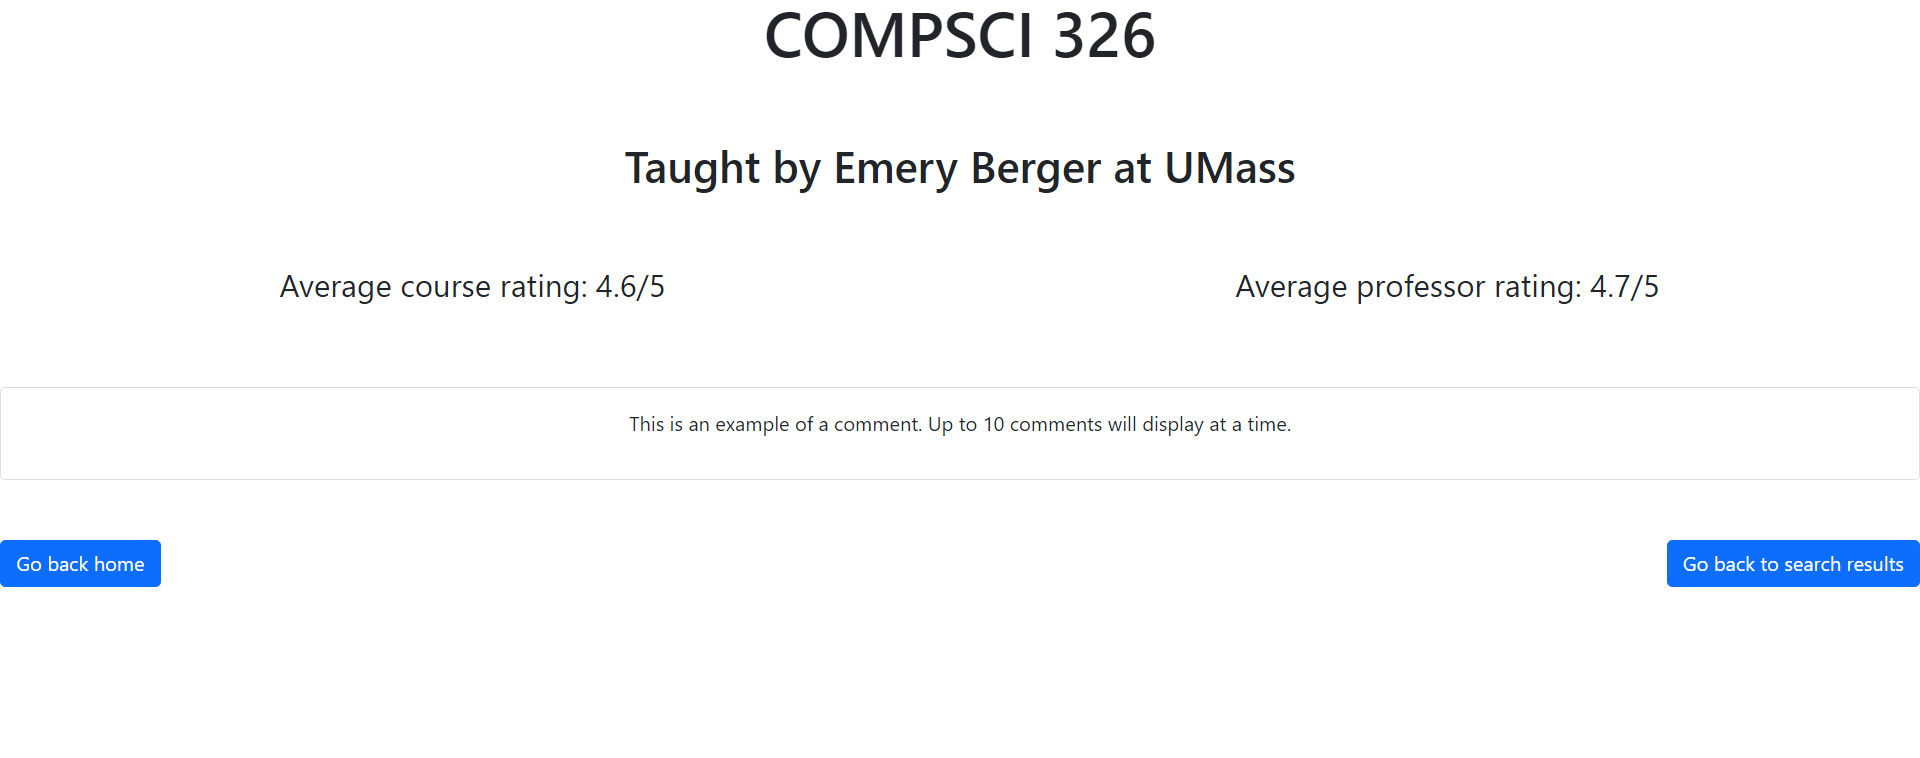 COMPSCI 326
Taught by Emery Berger at UMass
Average course rating: 4.6/5
Average professor rating: 4.7/5
This is an example of a comment. Up to 10 comments will display at a time.
Go back home
Go back to search results